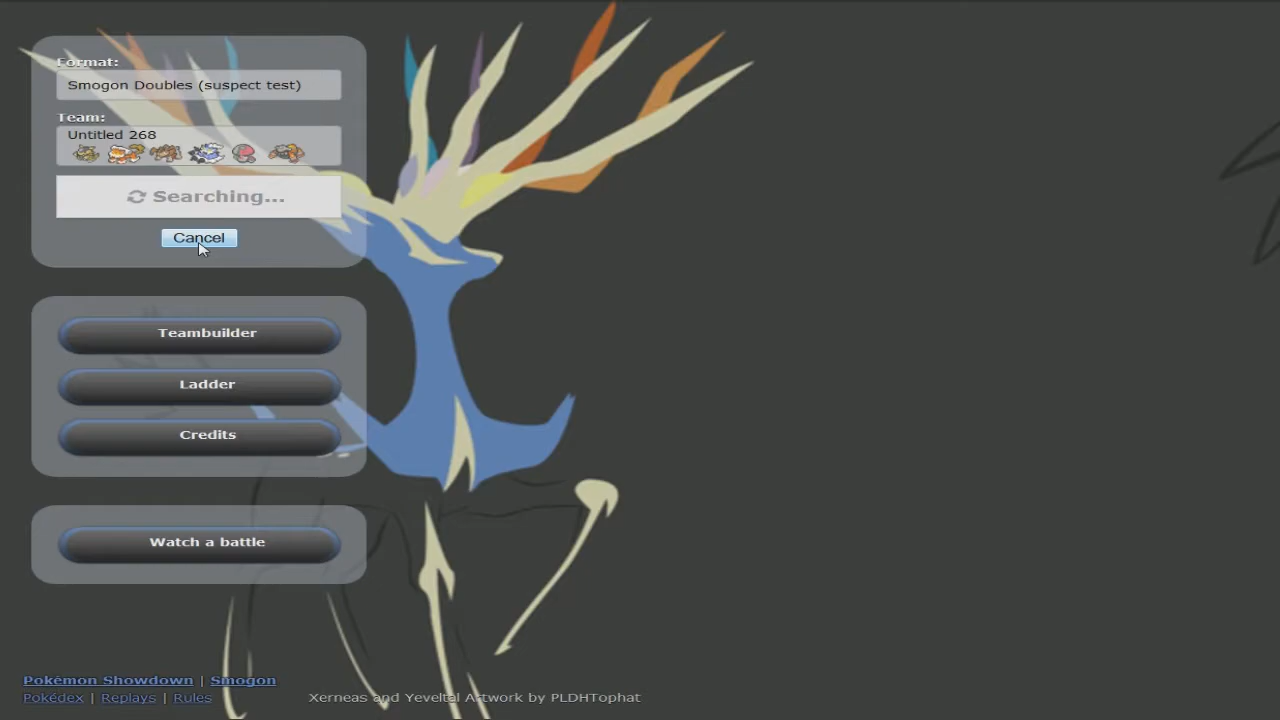 Format:
Smogon Doubles (suspect test)
Team:
Untitled 268
Searching...
Cancel
Teambuilder
Ladder
Credits
Watch a battle
Pokémon Showdown | Smogon
Pokédex | Replays | Rules
Xerneas and Yeveltal Artwork by PLDHTophat